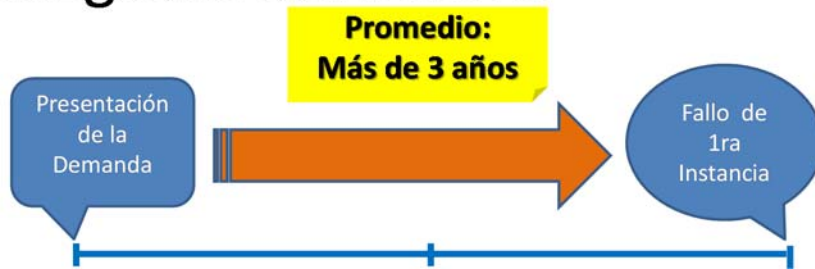 Promedio:
Más de 3 años
Presentación
de la
Demanda
Fallo de
1ra
Instancia